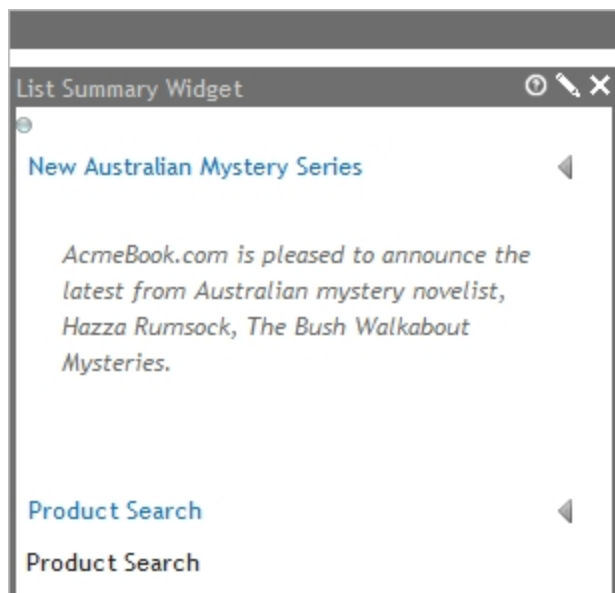 List Summary Widget
New Australian Mystery Series
AcmeBook.com is pleased to announce the
latest from Australian mystery novelist,
Hazza Rumsock, The Bush Walkabout
Mysteries.
Product Search
Product Search